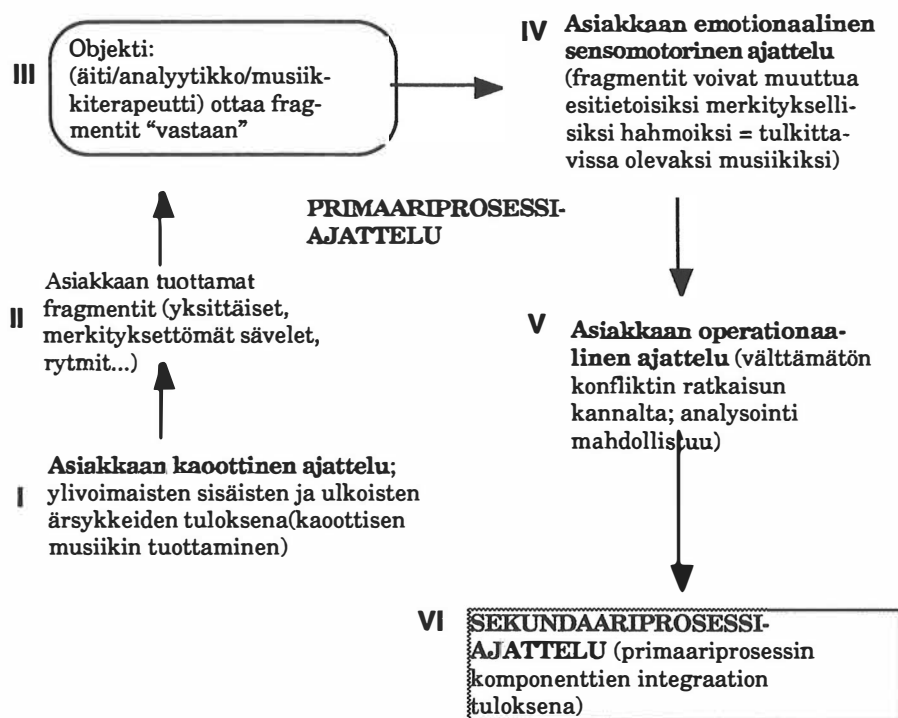 III
Objekti:
(äiti/analyytikko/musiik-
kiterapeutti) ottaa frag-
mentit “vastaan”
IV
Asiakkaan emotionaalinen
sensomotorinen ajattelu
(fragmentit voivat muuttua
esitietoisiksi merkitykselli-
siksi hahmoiksi = tulkitta-
vissa olevaksi musiikiksi)
PRIMAARIPROSESSI-
AJATTELU
II
Asiakkaan tuottamat
fragmentit (yksittäiset,
merkityksettömät sävelet,
rytmit...)
V
Asiakkaan operationaa-
linen ajattelu (välttämätön
konfliktin ratkaisun
kannalta; analysointi
mahdollistuu)
I
Asiakkaan kaoottinen ajattelu;
ylivoimaisten sisäisten ja ulkoisten
ärsykkeiden tuloksena(kaoottisen
musiikin tuottaminen)
VI
SEKUNDAARIPROSESSI-
AJATTELU (primaariprosessin
komponenttien integraation
tuloksena)